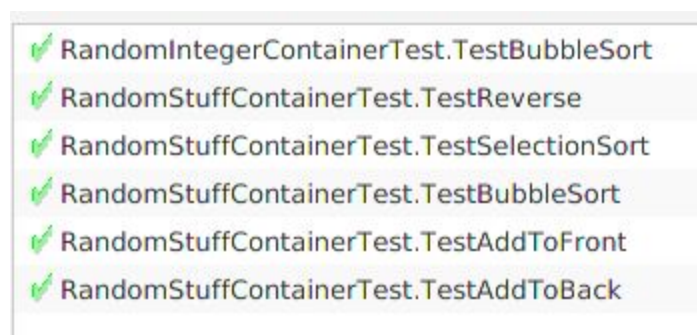 RandomIntegerContainerTest.TestBubbleSort
RandomStuffContainerTest.TestReverse
RandomStuffContainerTest.TestSelectionSort
RandomStuffContainerTest.TestBubbleSort
RandomStuffContainerTest.TestAddToFront
RandomStuffContainerTest.TestAddToBack